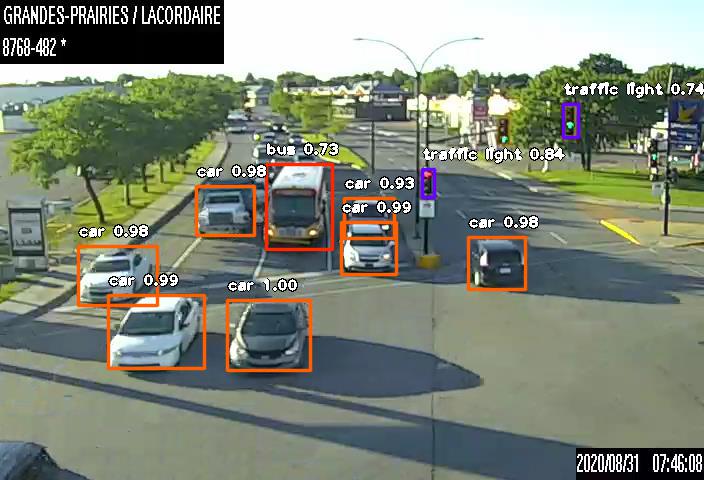 GRANDES-PRAIRIES / LACORDAIRE
8768-482 *
traffic light 0.74
bus 0.73
traffic light 0.84
car 0.98
car 0.93
car 0.99
car 0.98
car 0.98
car 0.99
car 1.00
2020/08/31 07:46:08